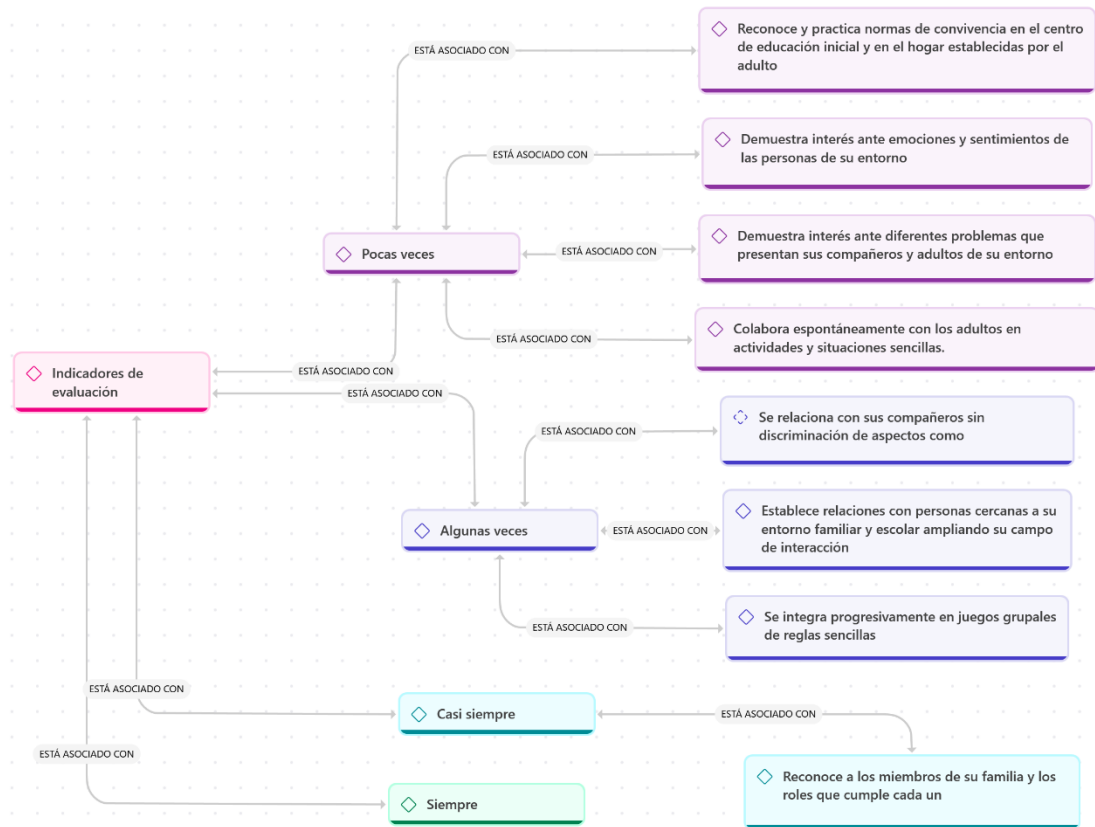 Reconoce y practica normas de convivencia en el centro
de educación inicial y en el hogar establecidas por el
adulto
ESTÁ ASOCIADO CON
Demuestra interés ante emociones y sentimientos de
las personas de su entorno
ESTÁ ASOCIADO CON
Pocas veces
ESTÁ ASOCIADO CON
Demuestra interés ante diferentes problemas que
presentan sus compañeros y adultos de su entorno
ESTÁ ASOCIADO CON
Colabora espontáneamente con los adultos en
actividades y situaciones sencillas.
Indicadores de
evaluación
ESTÁ ASOCIADO CON
ESTÁ ASOCIADO CON
Se relaciona con sus compañeros sin
discriminación de aspectos como
ESTÁ ASOCIADO CON
Algunas veces
ESTÁ ASOCIADO CON
Establece relaciones con personas cercanas a su
entorno familiar y escolar ampliando su campo
de interacción
ESTÁ ASOCIADO CON
Se integra progresivamente en juegos grupales
de reglas sencillas
ESTÁ ASOCIADO CON
Casi siempre
ESTÁ ASOCIADO CON
ESTÁ ASOCIADO CON
Reconoce a los miembros de su familia y los
roles que cumple cada un
Siempre